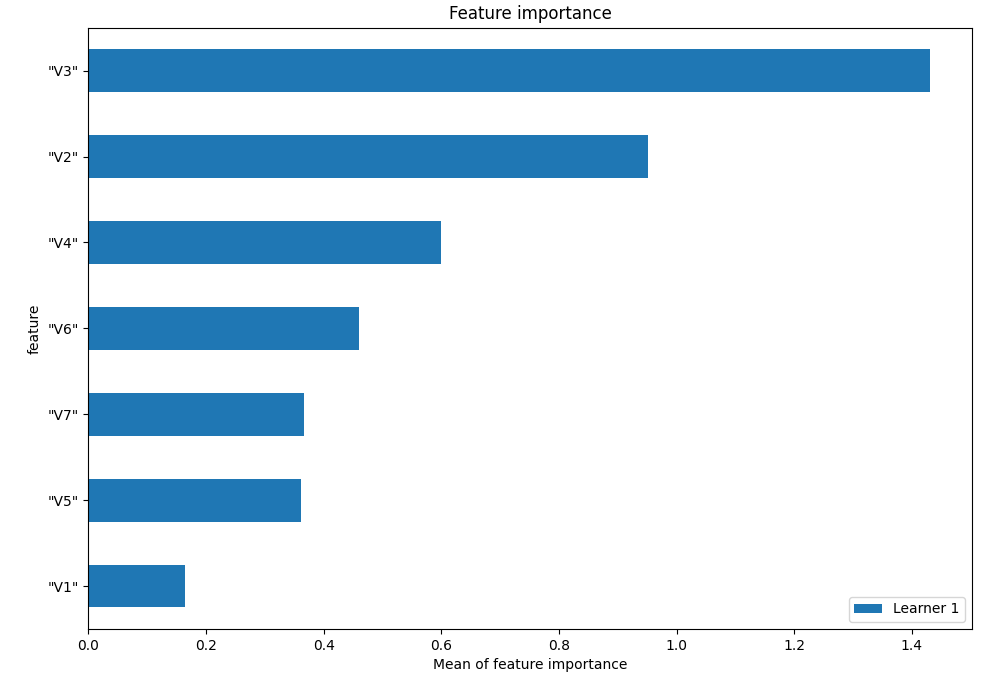 Feature importance
"V3"
"V2"
"V4"
"V6"
"V7"
"V5"
"V1"
feature
0.0 0.2 0.4 0.6 0.8 1.0 1.2 1.4
Mean of feature importance
Learner 1